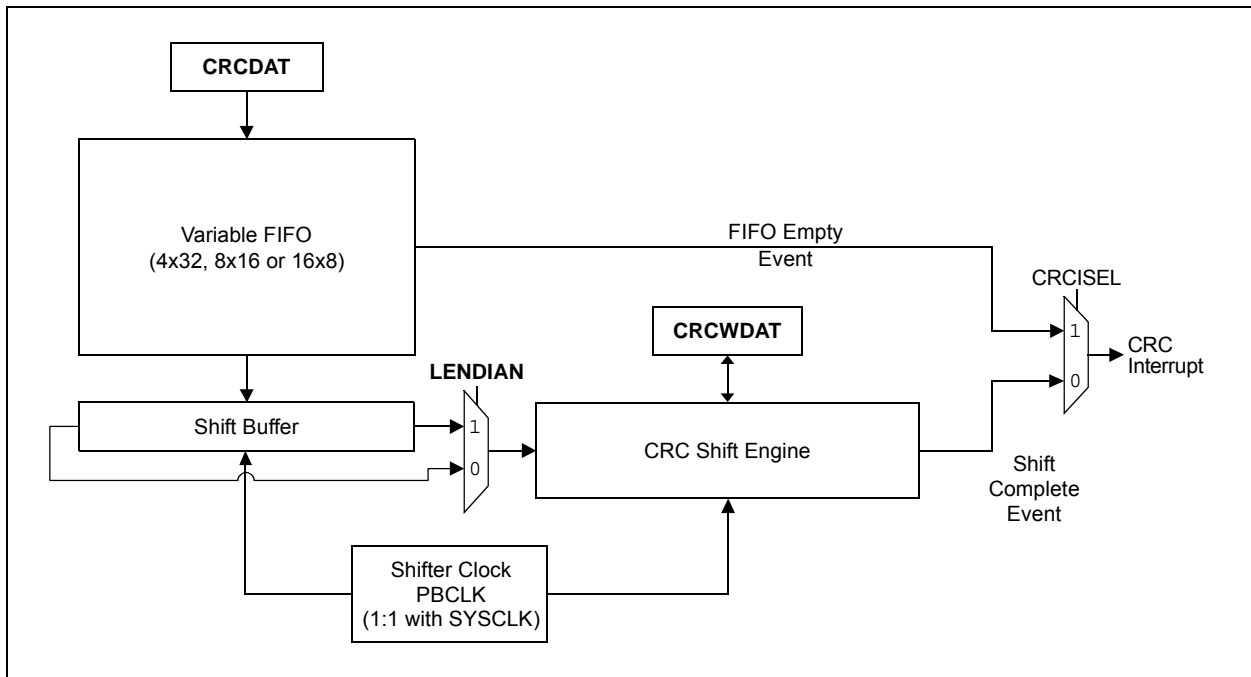 CRCDAT
Variable FIFO
(4x32, 8x16 or 16x8)
FIFO Empty
Event
CRCISEL
1
0
CRC
Interrupt
CRCWDAT
LENDIAN
Shift Buffer
1
0
CRC Shift Engine
Shift
Complete
Event
Shifter Clock
PBCLK
(1:1 with SYSCLK)